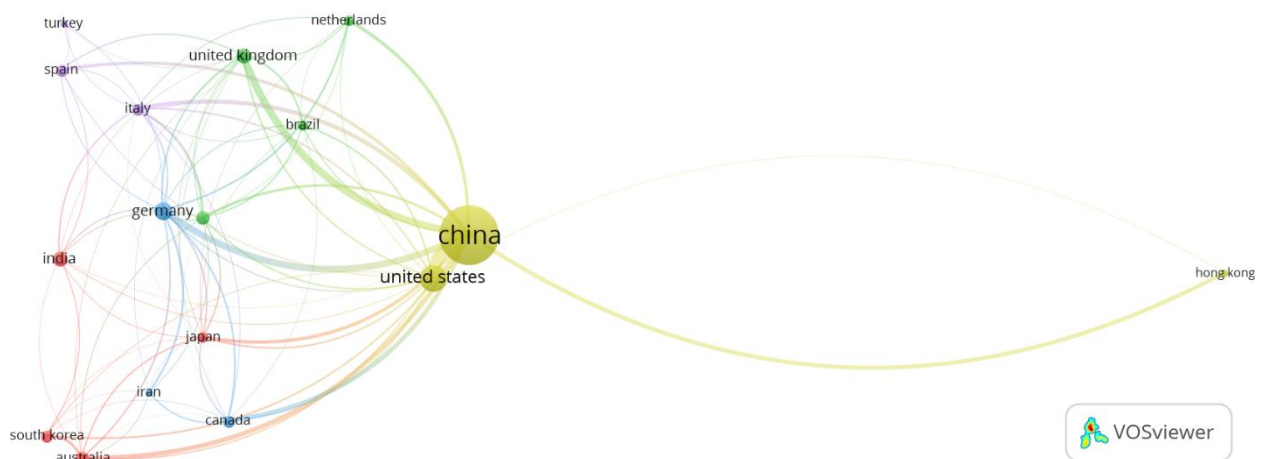 turkey
netherlands
united kingdom
spain
italy
brazil
germany
china
india
united states
hong kong
japan
iran
canada
south korea
australia
VOSviewer